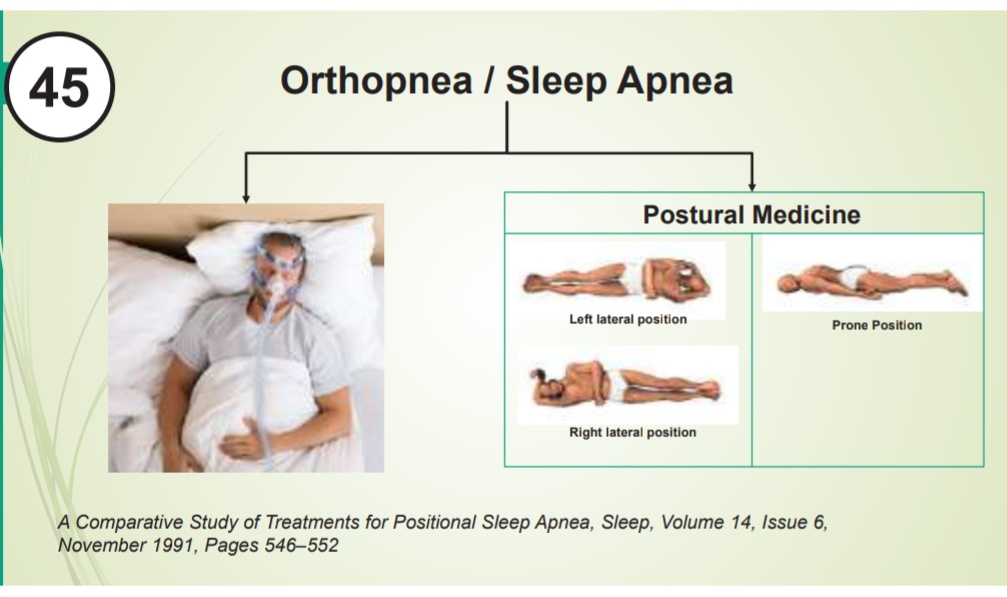 45
Orthopnea / Sleep Apnea
Postural Medicine
Left lateral position
Prone Position
Right lateral position
A Comparative Study of Treatments for Positional Sleep Apnea, Sleep, Volume 14, Issue 6,
November 1991, Pages 546–552